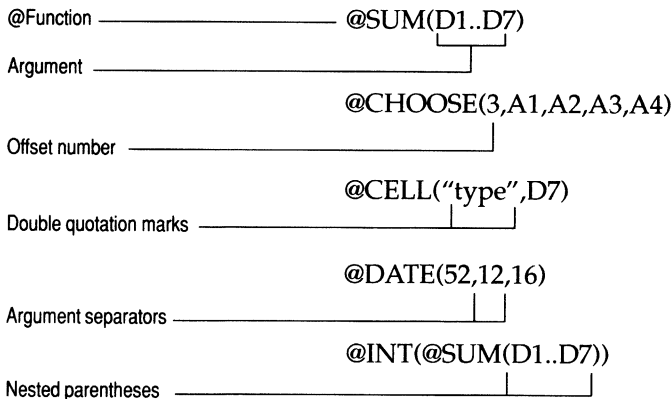 @Function @SUM(D1..D7)
Argument
@CHOOSE(3,A1,A2,A3,A4)
Offset number
@CELL(“type”,D7)
Double quotation marks
@DATE(52,12,16)
Argument separators
@INT(@SUM(D1..D7))
Nested parentheses